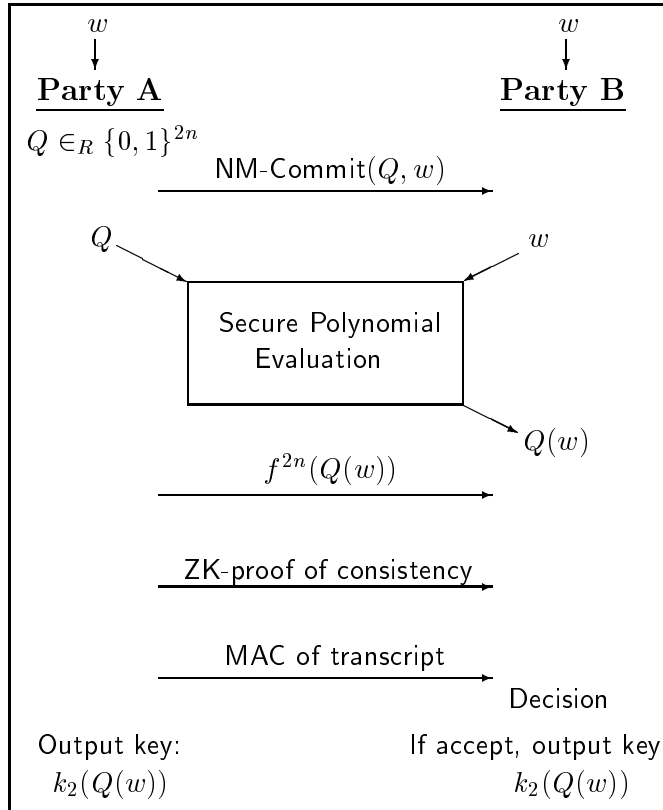 w w
Party A Party B
Q ∈_R {0, 1}^{2n}
NM-Commit(Q, w)
Q w
Secure Polynomial
Evaluation
Q(w)
f^{2n}(Q(w))
ZK-proof of consistency
MAC of transcript
Decision
Output key: If accept, output key
k_2(Q(w)) k_2(Q(w))